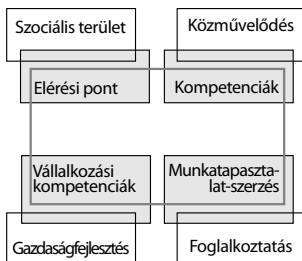 Szociális terület
Közművelődés
Elérési pont
Kompetenciák
Vállalkozási
kompetenciák
Munkatapaszta-
lat-szerzés
Gazdaságfejlesztés
Foglalkoztatás